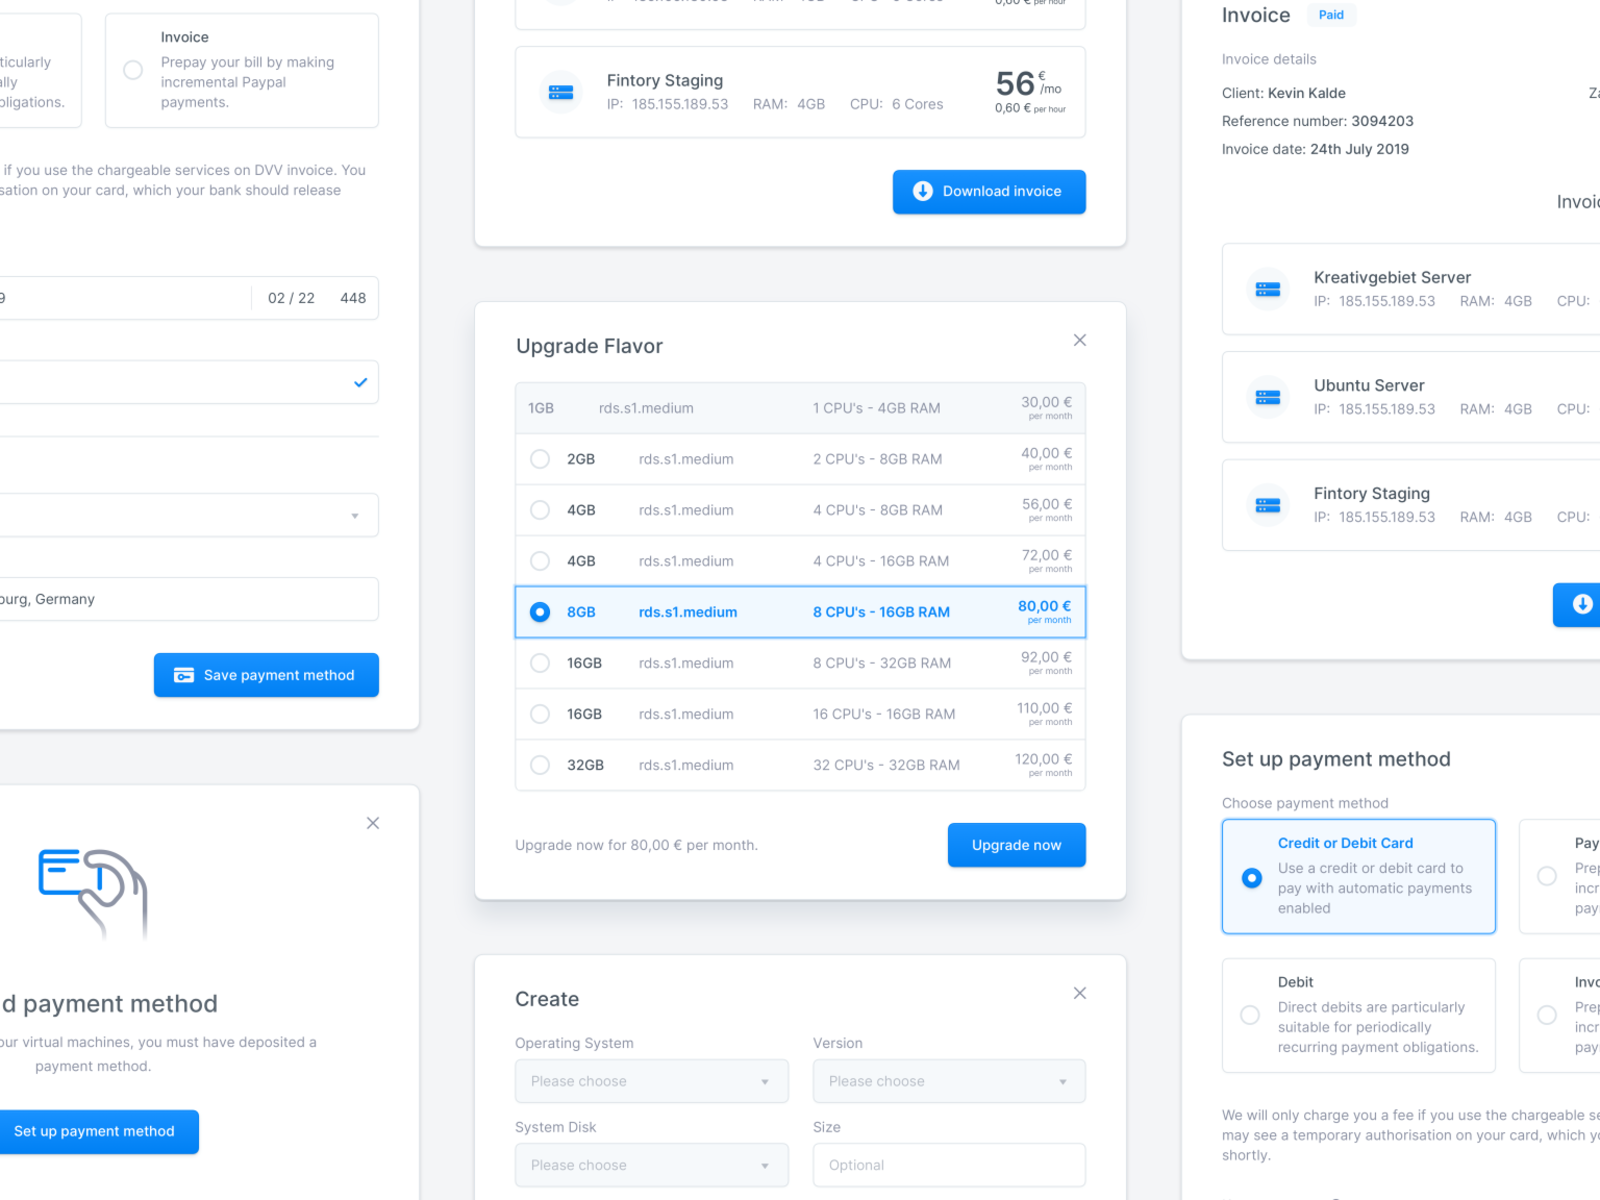 Invoice
Prepay your bill by making
incremental Paypal
payments.
ticularly
ally
bligations.
if you use the chargeable services on DVV invoice. You
sation on your card, which your bank should release
9
02 / 22
448
burg, Germany
Save payment method
d payment method
our virtual machines, you must have deposited a
payment method.
Set up payment method
0,60 € per hour
Fintory Staging
IP: 185.155.189.53 RAM: 4GB CPU: 6 Cores
56 € /mo
0,60 € per hour
Download invoice
Upgrade Flavor
1GB rds.s1.medium 1 CPU's - 4GB RAM 30,00 €
per month
2GB rds.s1.medium 2 CPU's - 8GB RAM 40,00 €
per month
4GB rds.s1.medium 4 CPU's - 8GB RAM 56,00 €
per month
4GB rds.s1.medium 4 CPU's - 16GB RAM 72,00 €
per month
8GB rds.s1.medium 8 CPU's - 16GB RAM 80,00 €
per month
16GB rds.s1.medium 8 CPU's - 32GB RAM 92,00 €
per month
16GB rds.s1.medium 16 CPU's - 16GB RAM 110,00 €
per month
32GB rds.s1.medium 32 CPU's - 32GB RAM 120,00 €
per month
Upgrade now for 80,00 € per month.
Upgrade now
Create
Operating System
Please choose
Version
Please choose
System Disk
Please choose
Size
Optional
Invoice
Paid
Invoice details
Client: Kevin Kalde
Za
Reference number: 3094203
Invoice date: 24th July 2019
Invoic
Kreativgebiet Server
IP: 185.155.189.53 RAM: 4GB CPU:
Ubuntu Server
IP: 185.155.189.53 RAM: 4GB CPU:
Fintory Staging
IP: 185.155.189.53 RAM: 4GB CPU:
Set up payment method
Choose payment method
Credit or Debit Card
Use a credit or debit card to
pay with automatic payments
enabled
Pay
Prep
incr
payı
Debit
Direct debits are particularly
suitable for periodically
recurring payment obligations.
Invo
Prep
incr
payı
We will only charge you a fee if you use the chargeable se
may see a temporary authorisation on your card, which yo
shortly.